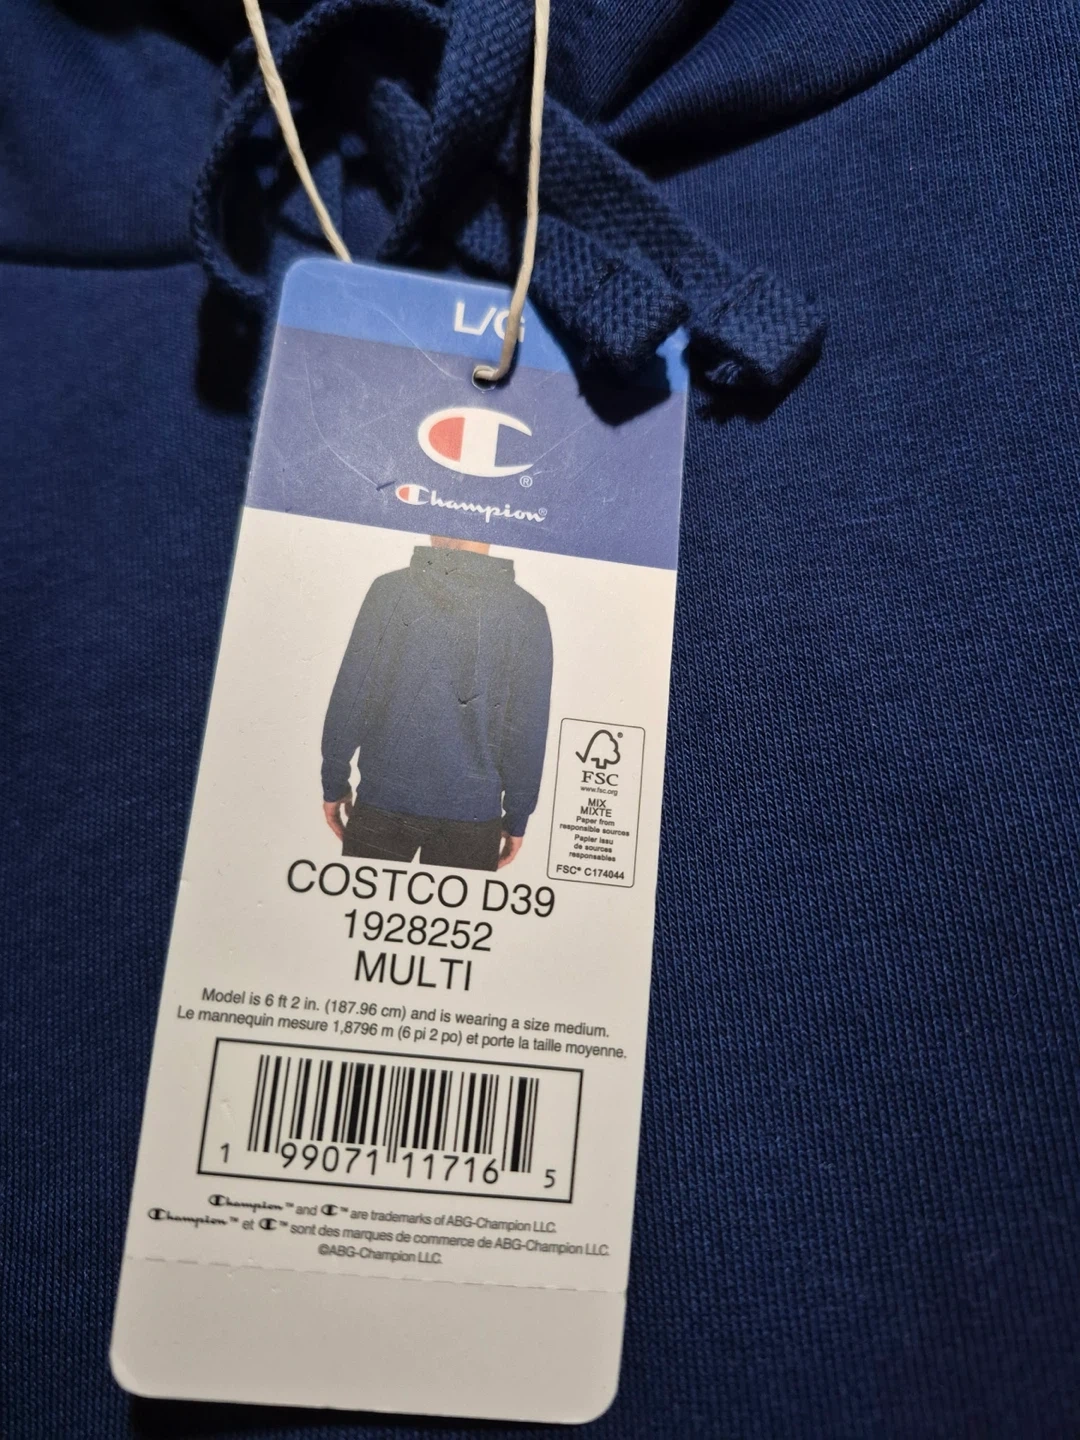 L/G
®
Champion®
FSC
www.fsc.org
MIX
MIXTE
Paper from
responsible sources
Papier issu
de sources
responsables
FSC® C174044
COSTCO D39
1928252
MULTI
Model is 6 ft 2 in. (187.96 cm) and is wearing a size medium.
Le mannequin mesure 1,8796 m (6 pi 2 po) et porte la taille moyenne.
1 99071 11716 5
Champion™ and C™ are trademarks of ABG-Champion LLC.
Champion™ et C™ sont des marques de commerce de ABG-Champion LLC.
©ABG-Champion LLC.